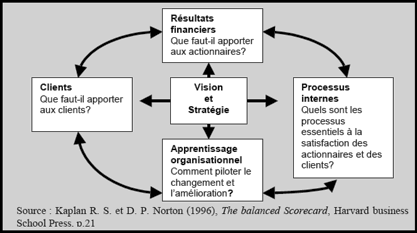 Résultats
financiers
Que faut-il apporter
aux actionnaires?
Clients
Que faut-il apporter
aux clients?
Vision
et
Stratégie
Processus
internes
Quels sont les
processus
essentiels à la
satisfaction des
actionnaires et des
clients?
Apprentissage
organisationnel
Comment piloter le
changement et
l'amélioration?
Source : Kaplan R. S. et D. P. Norton (1996), The balanced Scorecard, Harvard business
School Press, p.21